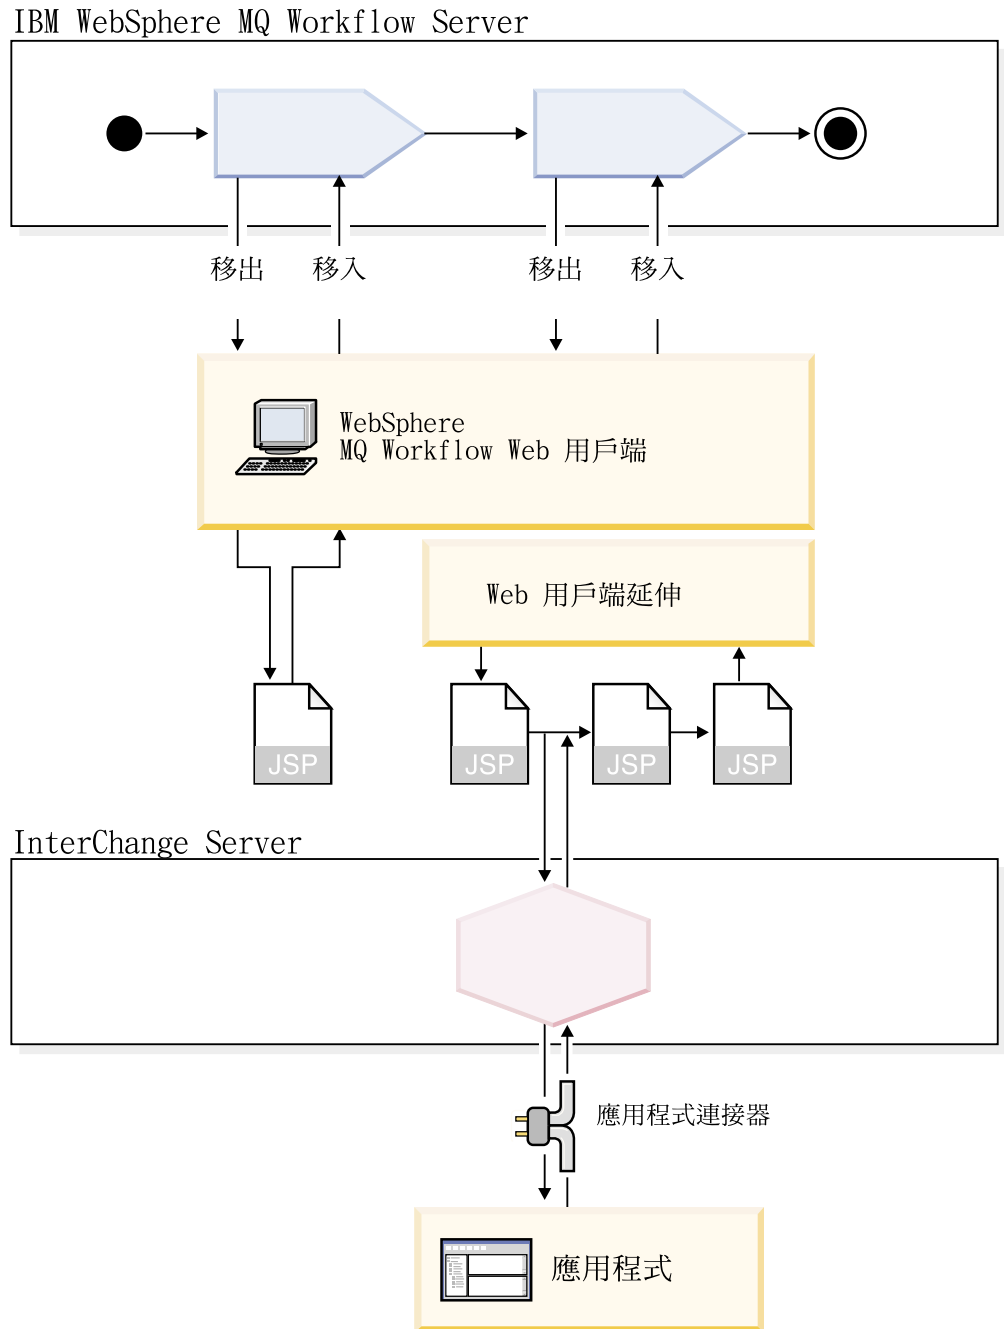 IBM WebSphere MQ Workflow Server
移出
移入
移出
移入
WebSphere
MQ Workflow Web 用戶端
Web 用戶端延伸
JSP
JSP
JSP
JSP
InterChange Server
應用程式連接器
應用程式